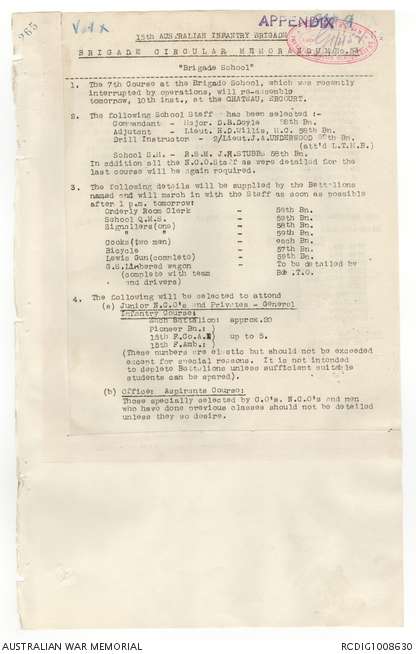 265
Vol X
APPENDIX
15th AUSTRALIAN INFANTRY BRIGADE
BRIGADE CIRCULAR MEMORANDUM No.
"Brigade School"
1. The 7th Course at the Brigade School, which was recently
interrupted by operations, will re-assemble
tomorrow, 10th inst., at the CHATEAU,
2. The following School Staff has been selected :-
Commandant - Major. D.R.Doyle 58th Bn.
Adjutant - Lieut. H.D.Willis, M.C. 58th Bn.
Drill Instructor - 2/Lieut.J.A.UNDERWOOD Bn.
(att'd L.T.M.B.)
School S.M. - R.S.M. J.R.STUBBS 58th Bn.
In addition all the N.C.O.Staff as were detailed for the
last course will be again required.
3. The following details will be supplied by the Battalions
named and will march in with the Staff as soon as possible
after 1 p.m. tomorrow:
Orderly Room Clerk - Bn.
School Q.M.S. - 59th Bn.
Signallers(one) - 58th Bn.
" " - 59th Bn.
Cooks(two men) - each Bn.
Bicycle - 57th Bn.
Lewis Gun(complete) - Bn.
G.S.Limbered wagon - To be detailed by
(complete with team Bde .T.O.
and drivers)
4. The following will be selected to attend
(a) Junior N.C.O's and Privates - General
Infantry Course:
Each Battalion: approx.20
Pioneer Bn.: )
15th F.Co.A.E ) up to 5.
15th F.Amb.: )
(These numbers are elastic but should not be exceeded
except for special reasons. It is not intended
to deplete Battalions unless sufficient suitable
students can be spared).
(b) Officer Aspirants Course:
Those specially selected by C.O's. N.C.O's and men
who have done previous classes should not be detailed
unless they so desire.
AUSTRALIAN WAR MEMORIAL
RCDIG1008630